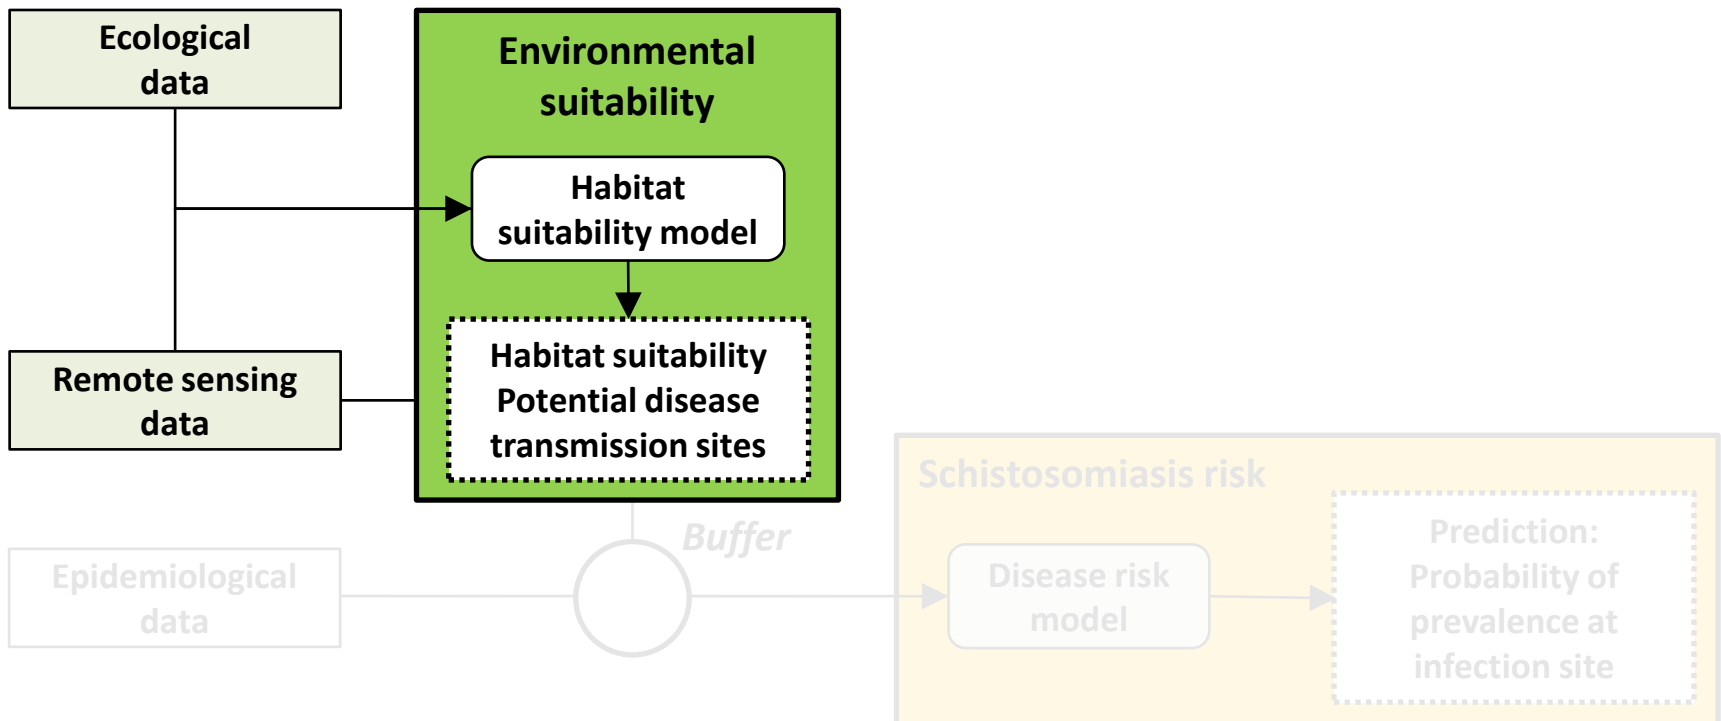 Ecological
data
Environmental
suitability
Habitat
suitability model
Remote sensing
data
Habitat suitability
Potential disease
transmission sites
Schistosomiasis risk
Buffer
Epidemiological
data
Disease risk
model
Prediction:
Probability of
prevalence at
infection site